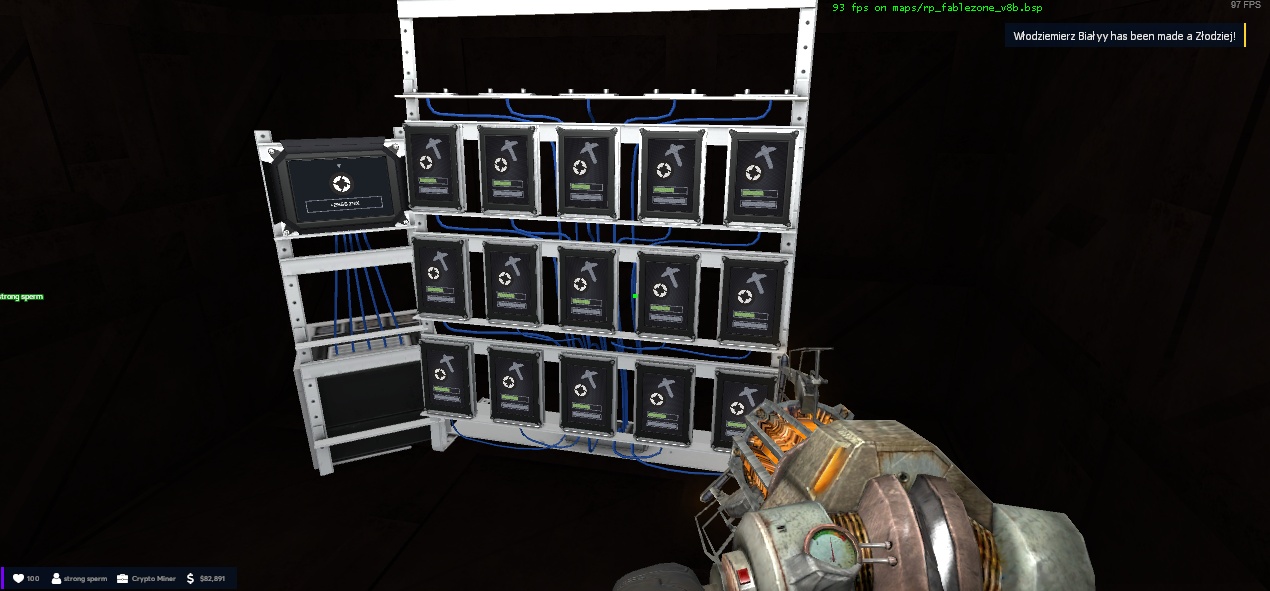 93 fps on maps/rp_fablezone_v8b.bsp
97 FPS
Włodziemierz Białyy has been made a Złodziej!
strong sperm
100
strong sperm
Crypto Miner
$82,891